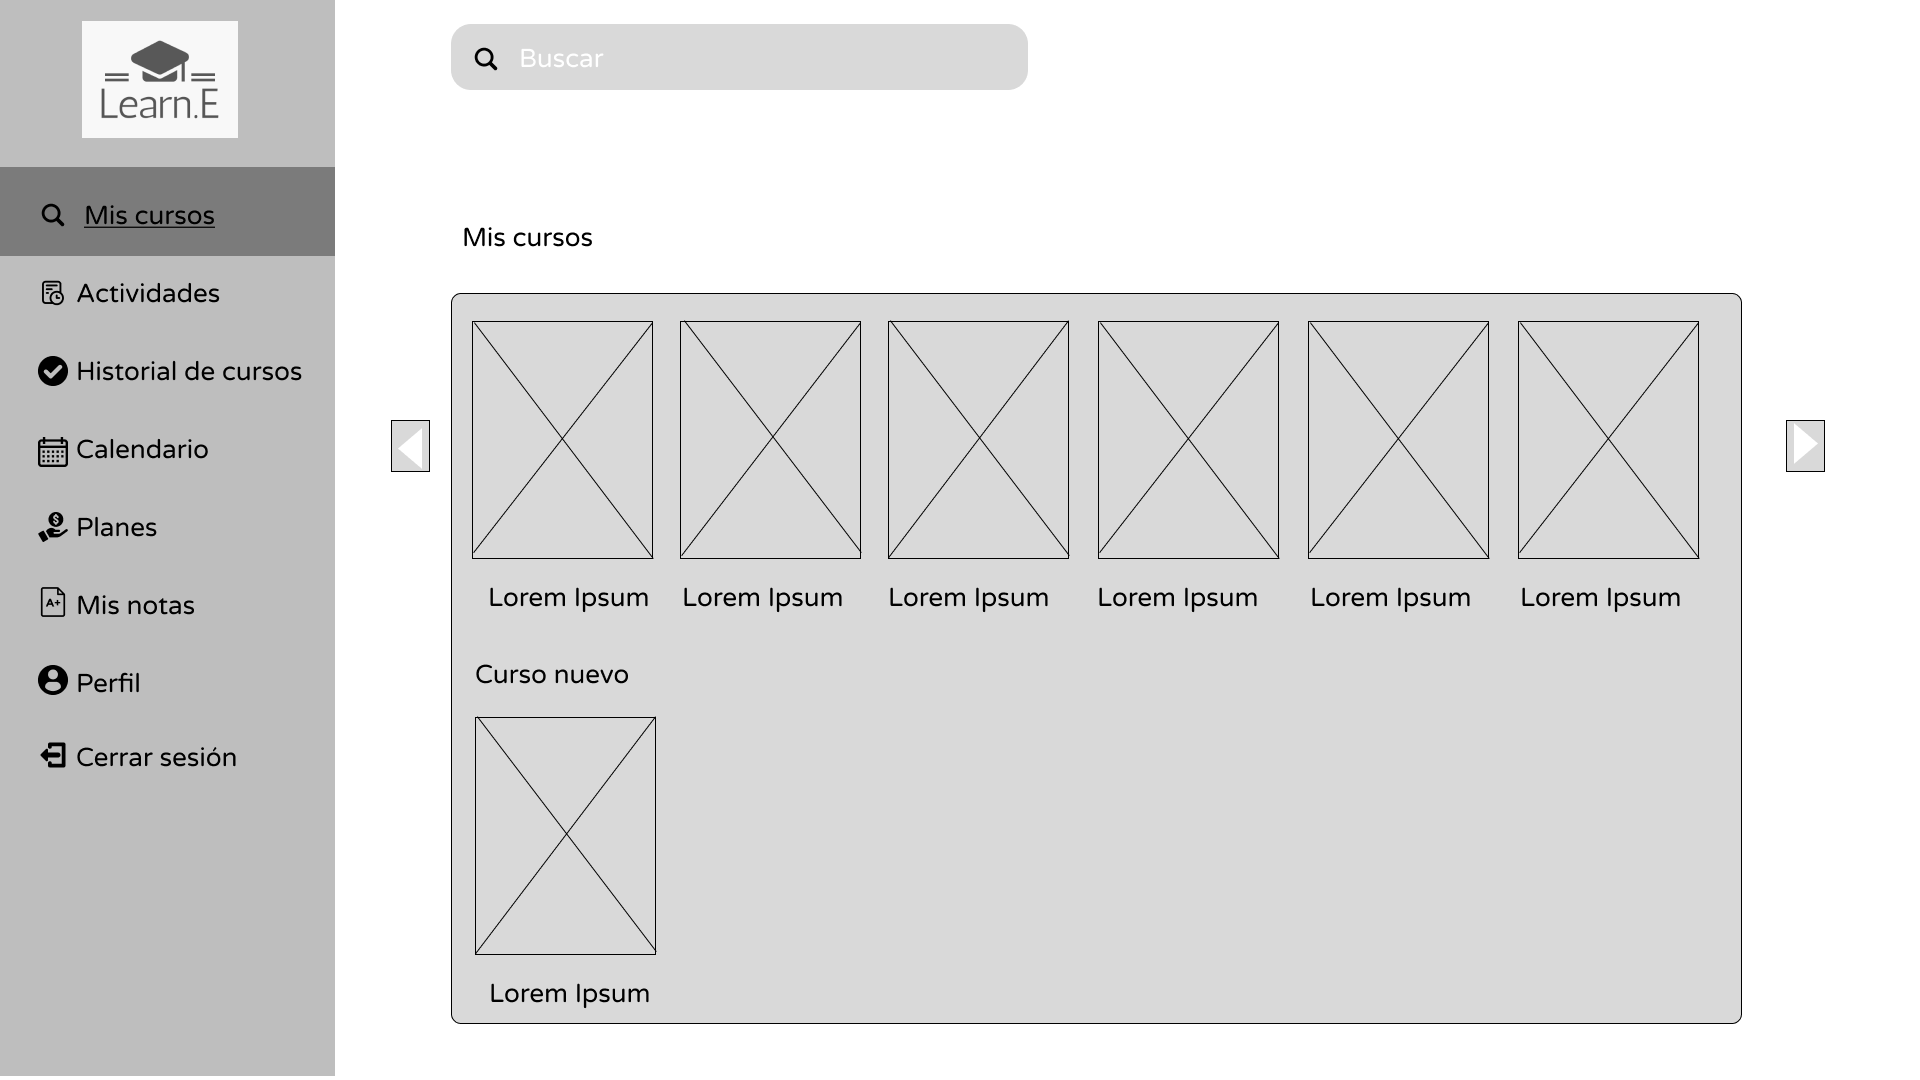 Learn.E
Buscar
Mis cursos
Actividades
Historial de cursos
Calendario
Planes
A+
Mis notas
Perfil
Cerrar sesión
Mis cursos
Lorem Ipsum
Lorem Ipsum
Lorem Ipsum
Lorem Ipsum
Lorem Ipsum
Lorem Ipsum
Curso nuevo
Lorem Ipsum